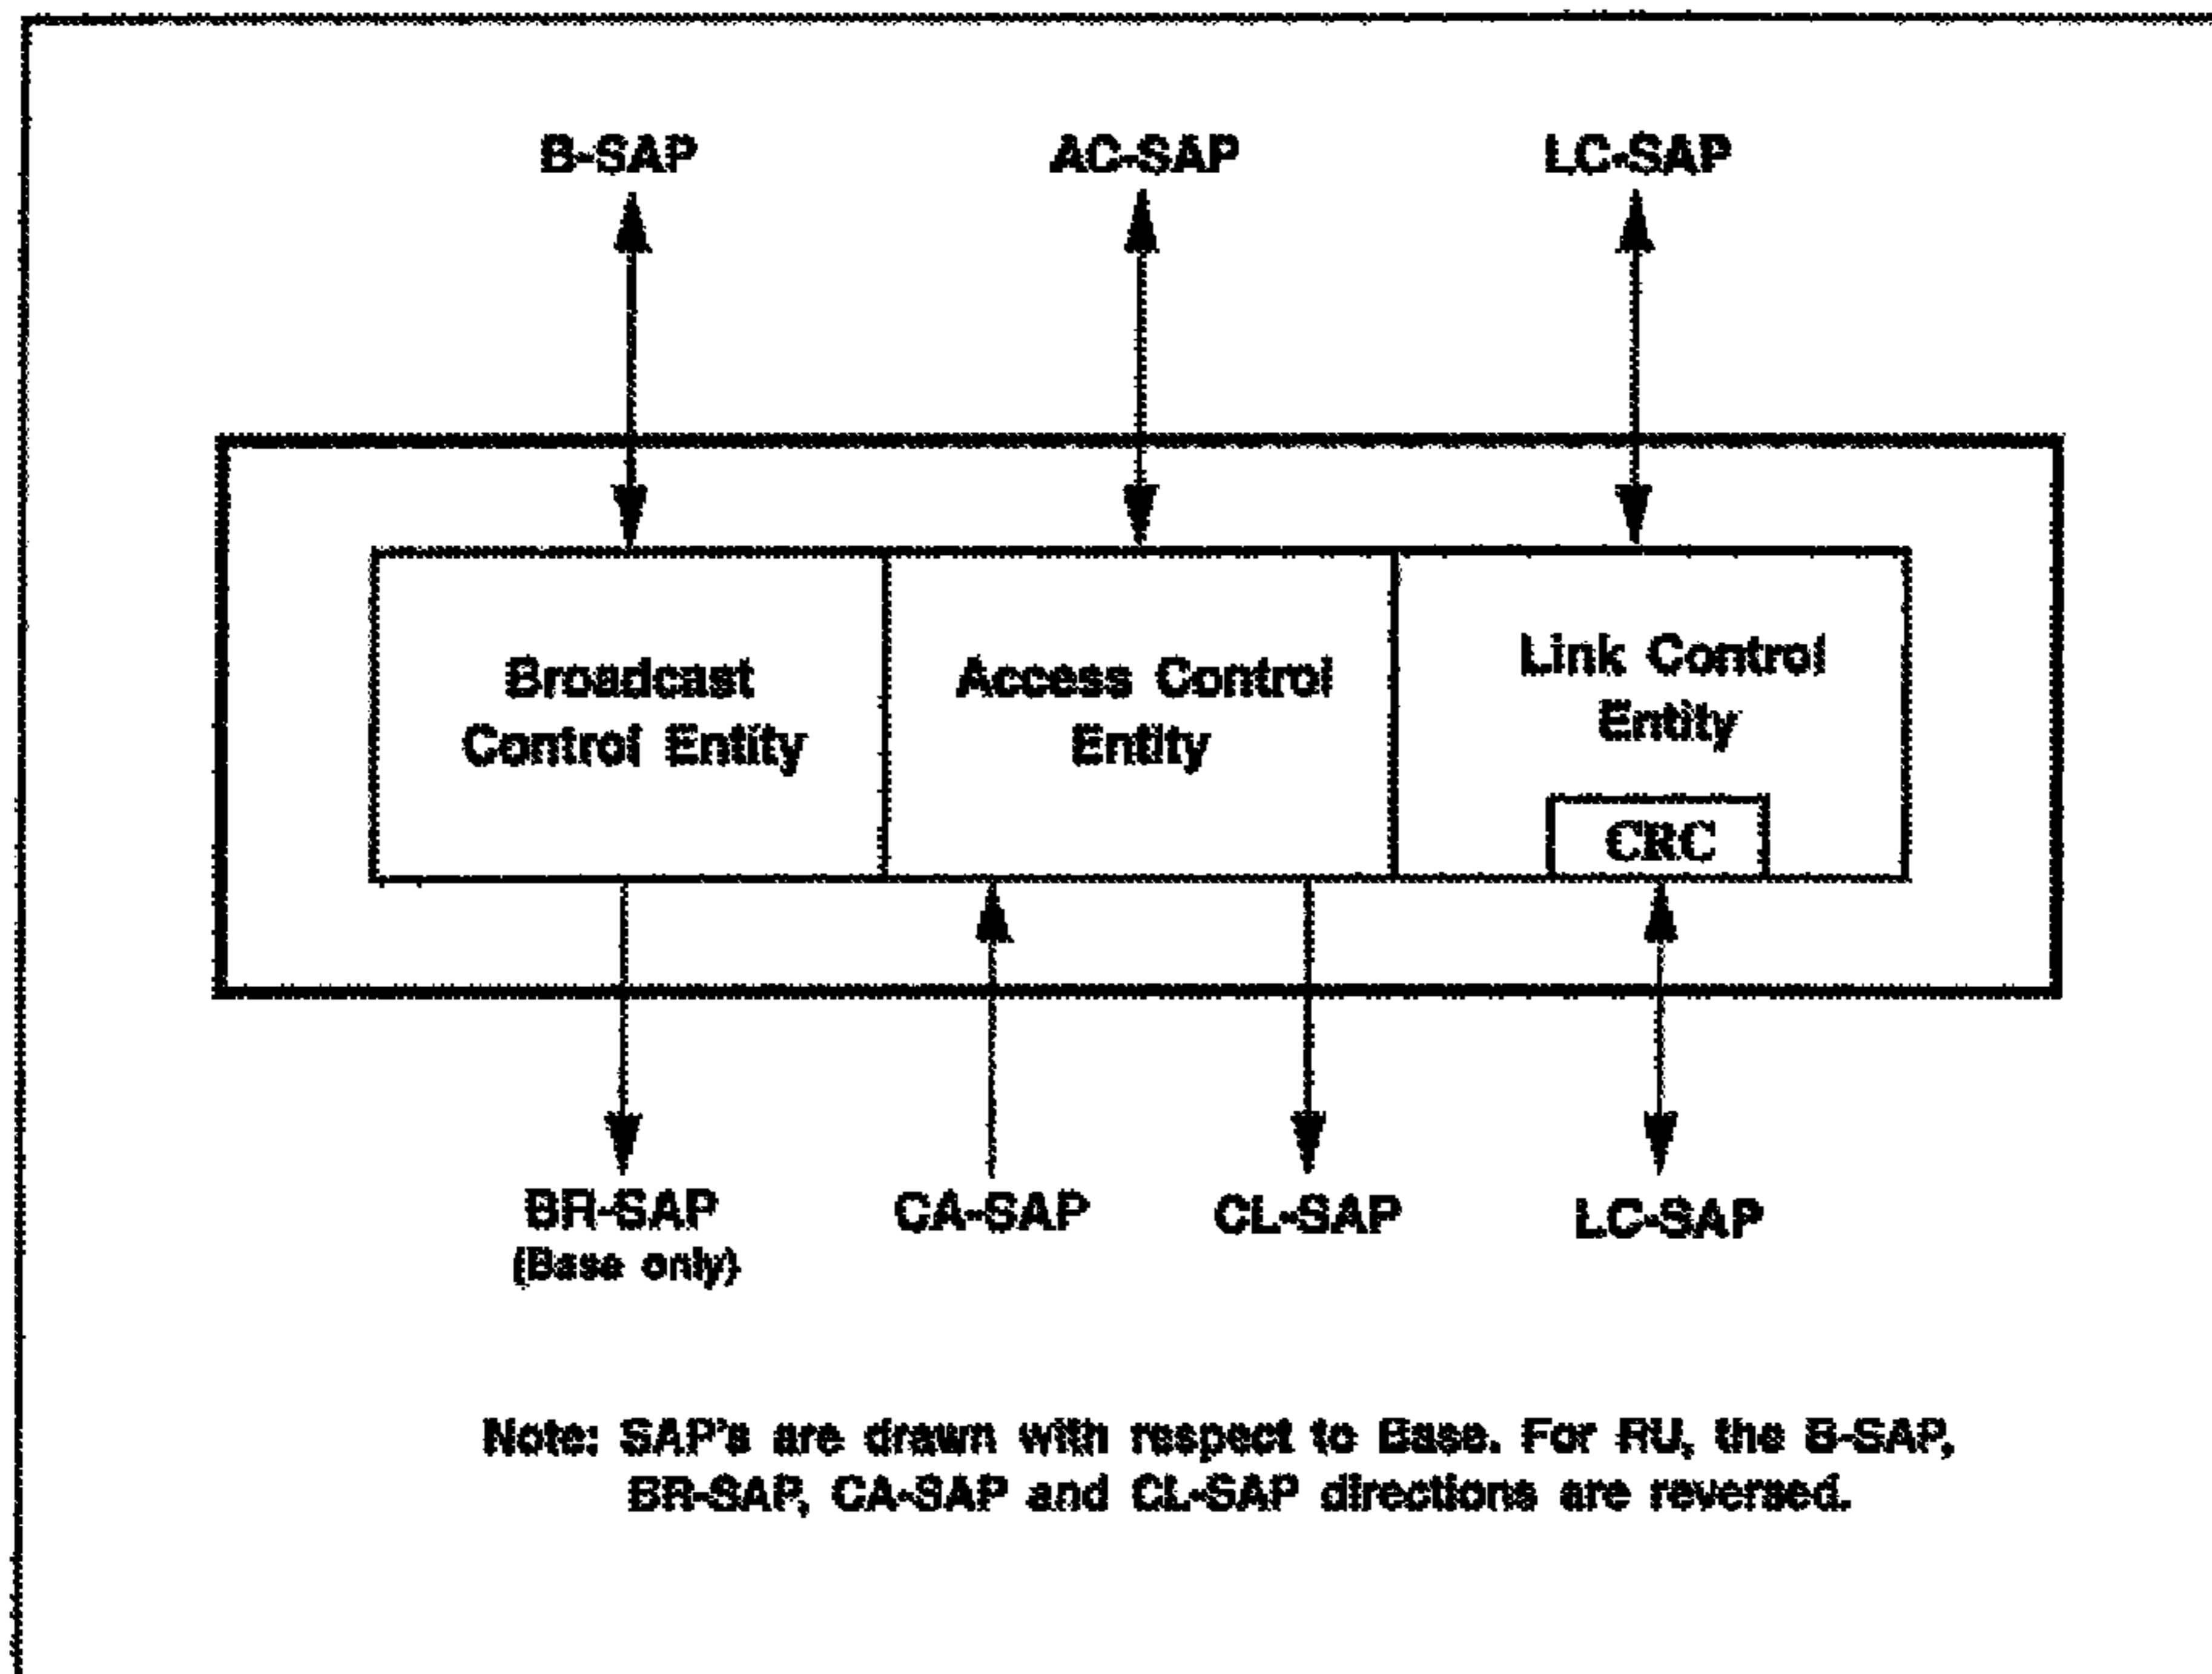 B-SAP AC-SAP LC-SAP
Broadcast
Control Entity
Access Control
Entity
Link Control
Entity
CRC
BR-SAP
(Base only)
CA-SAP
CL-SAP
LC-SAP
Note: SAP's are drawn with respect to Base. For RU, the B-SAP,
BR-SAP, CA-SAP and CL-SAP directions are reversed.